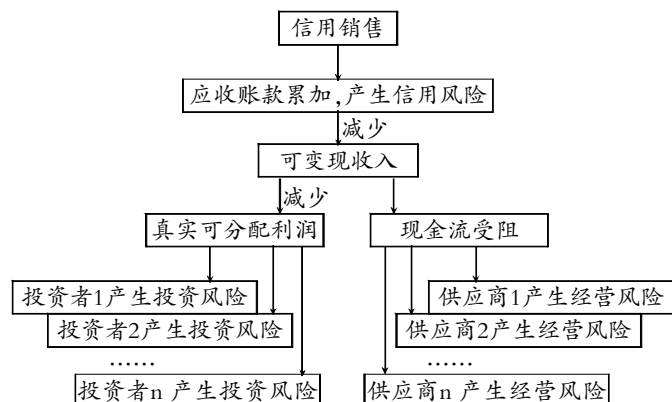 信用销售
应收账款累加,产生信用风险
减少
可变现收入
减少
真实可分配利润
现金流受阻
投资者1产生投资风险
供应商1产生经营风险
投资者2产生投资风险
供应商2产生经营风险
……
……
投资者n 产生投资风险
供应商n 产生经营风险